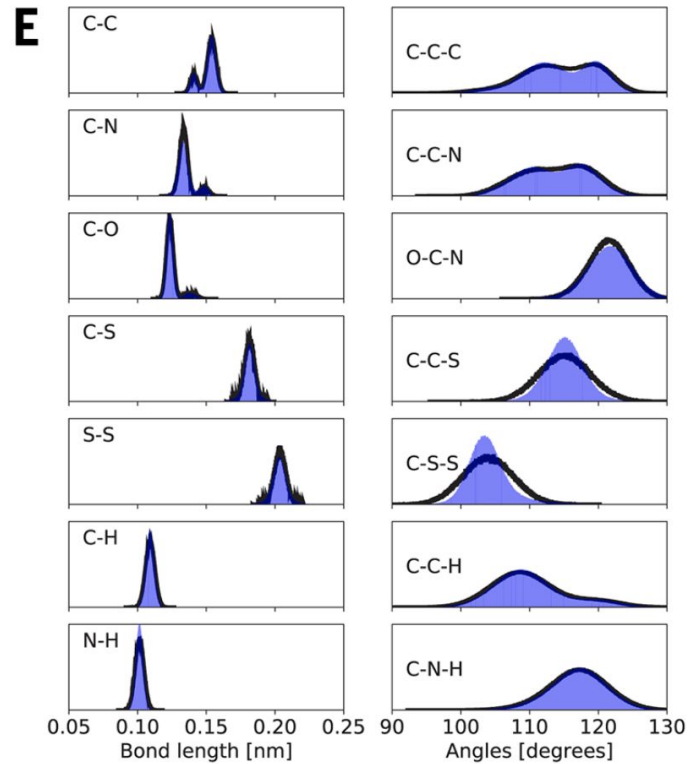 E
C-C
C-C-C
C-N
C-C-N
C-O
O-C-N
C-S
C-C-S
S-S
C-S-S
C-H
C-C-H
N-H
C-N-H
0.05 0.10 0.15 0.20 0.25 90 100 110 120 130
Bond length [nm] Angles [degrees]